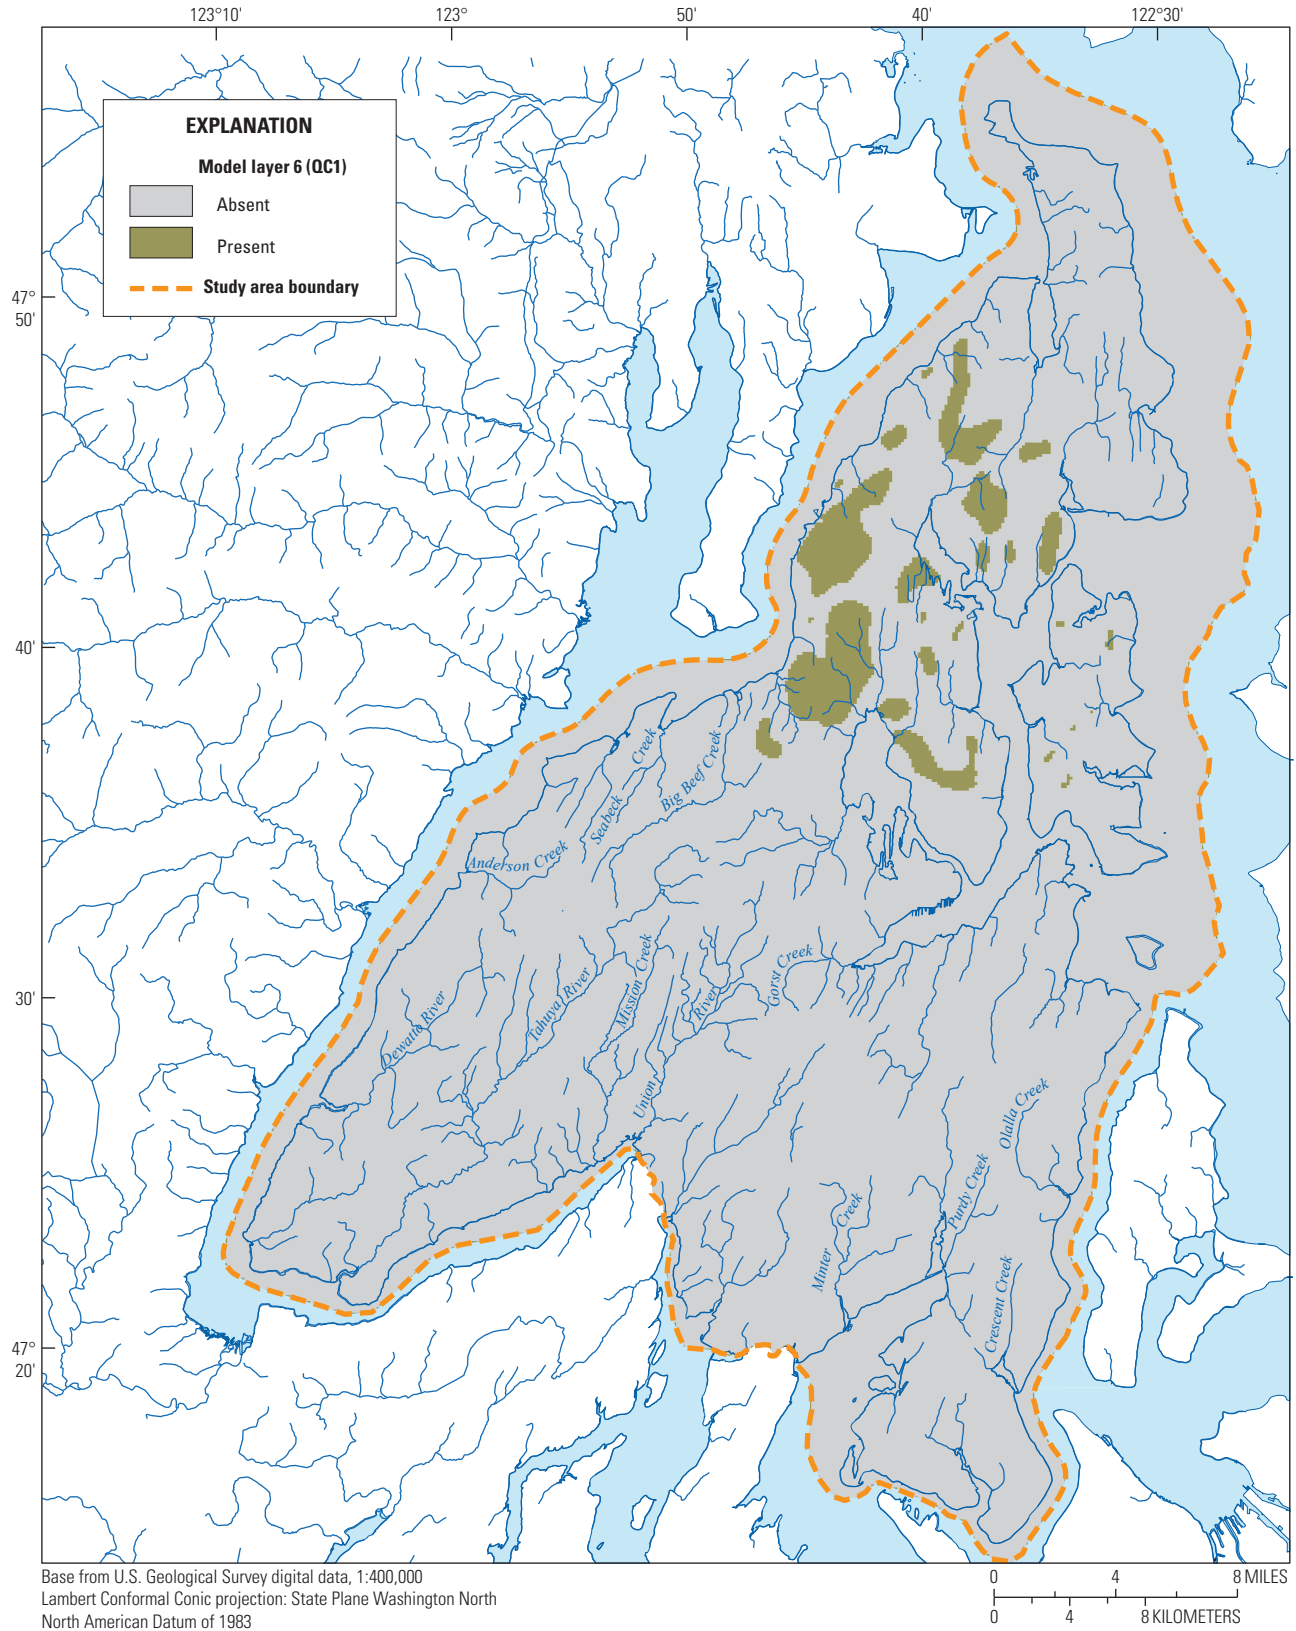 123°10'
123°
50'
40'
122°30'
EXPLANATION
Model layer 6 (QC1)
Absent
Present
Study area boundary
47°
50'
40'
30'
47°
20'
Seabeck Creek
Big Beef Creek
Anderson Creek
Dewatto River
Tahuya River
Mission Creek
Union River
Gorst Creek
Olalla Creek
Purdy Creek
Minter Creek
Crescent Creek
Base from U.S. Geological Survey digital data, 1:400,000
Lambert Conformal Conic projection: State Plane Washington North
North American Datum of 1983
0 4 8 MILES
0 4 8 KILOMETERS